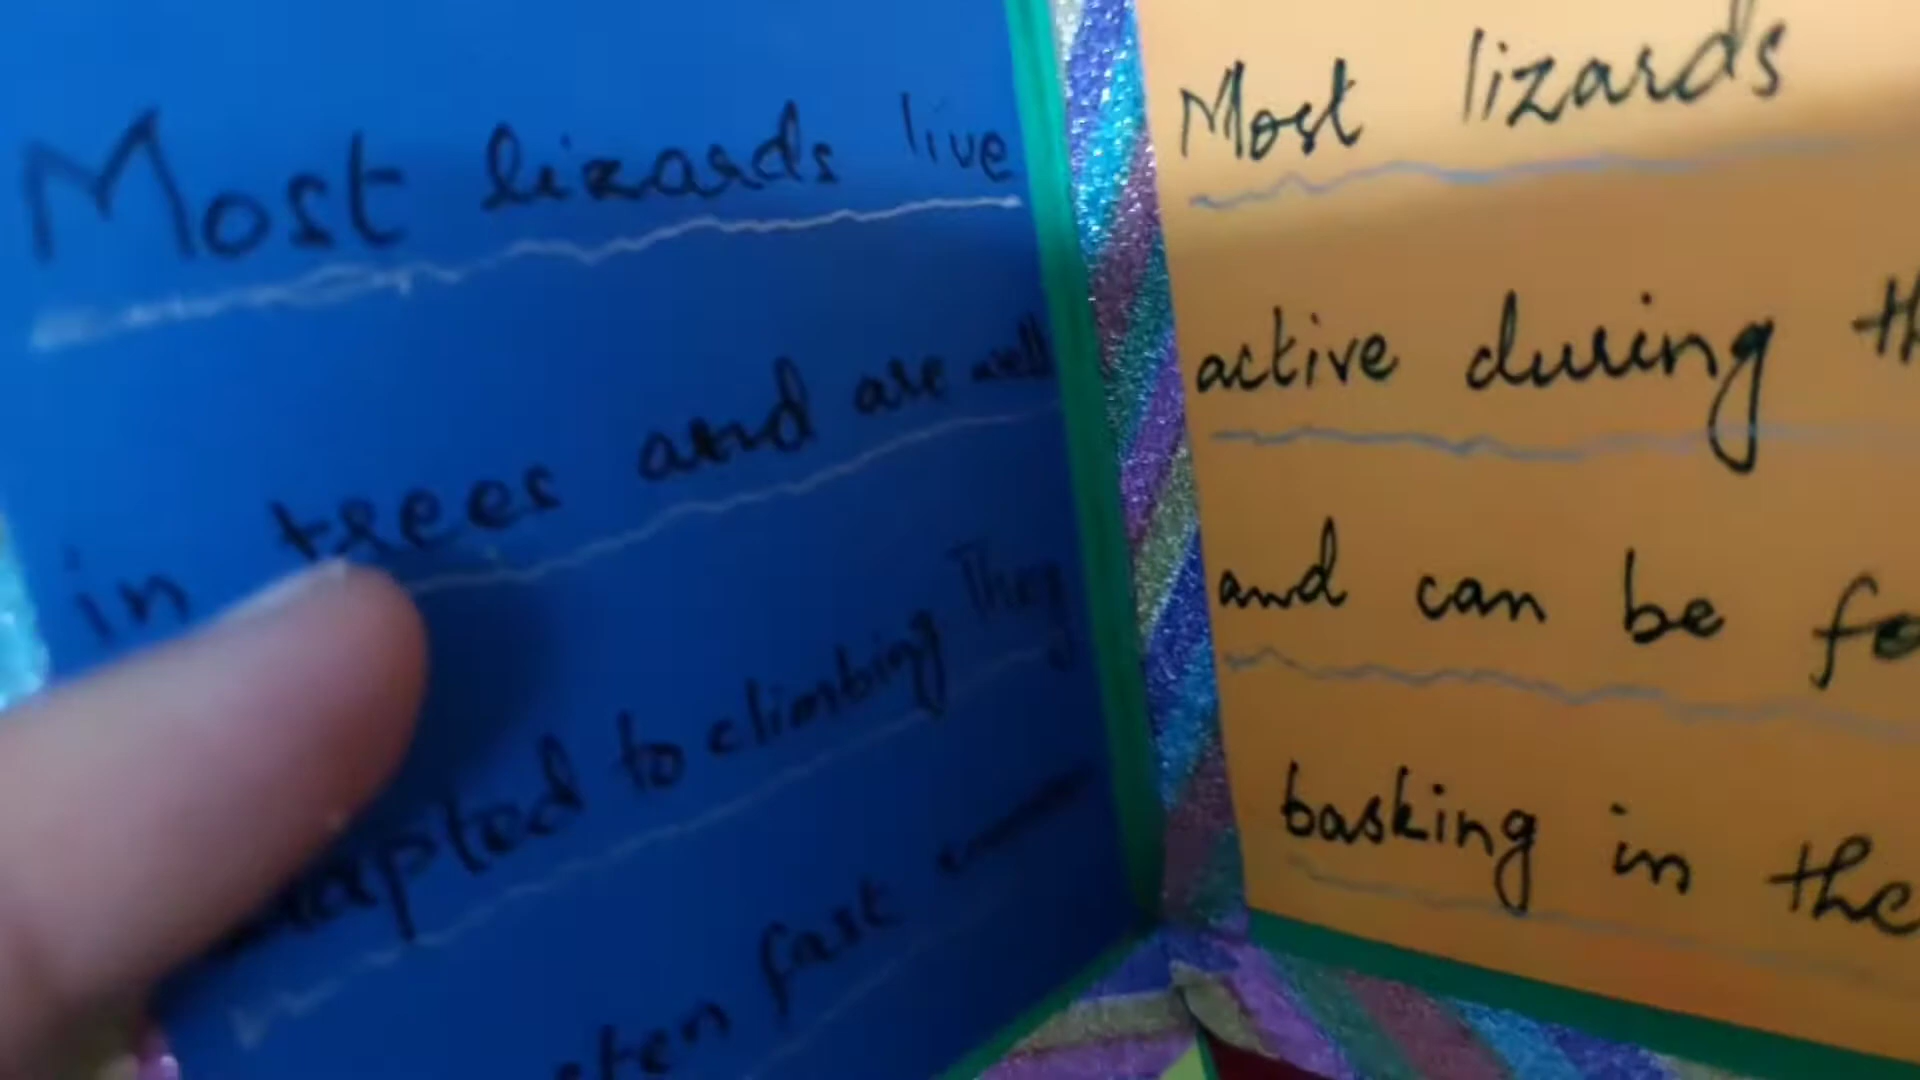 Most lizards live
in trees and are well
to climbing They
fast
Most lizards
active during
and can be
basking in the